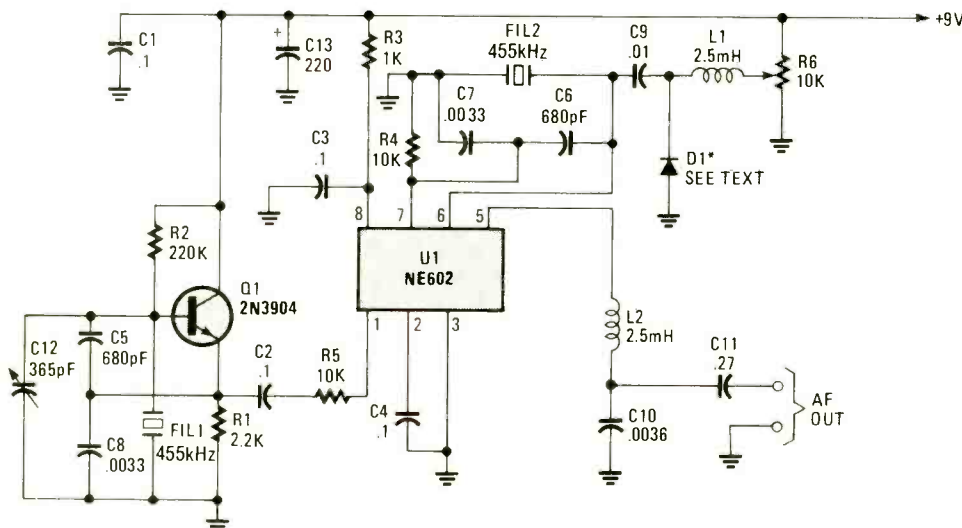 +9V
C1
.1
+
C13
220
R3
1K
FIL2
455kHz
C9
.01
L1
2.5mH
R6
10K
C7
.0033
C6
680pF
R4
10K
C3
.1
D1*
SEE TEXT
8
7
6
5
R2
220K
U1
NE602
Q1
2N3904
1
2
3
L2
2.5mH
C12
365pF
C5
680pF
C2
.1
R5
10K
C11
.27
C8
.0033
FIL1
455kHz
R1
2.2K
C4
.1
C10
.0036
AF
OUT